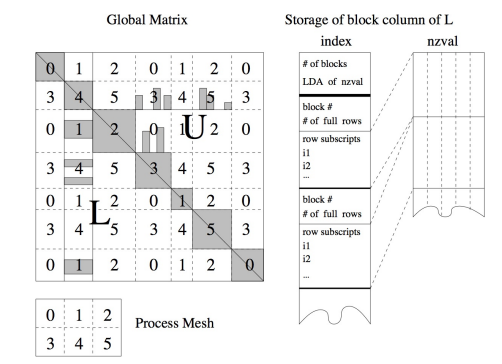 Global Matrix
0 1 2 0 1 2 0
3 4 5 3 4 5 3
0 1 2 0 1 2 0
3 4 5 3 4 5 3
0 1 2 0 1 2 0
3 4 5 3 4 5 3
0 1 2 0 1 2 0
U
L
0 1 2
3 4 5
Process Mesh
Storage of block column of L
index
nzval
# of blocks
LDA of nzval
block #
# of full rows
row subscripts
i1
i2
...
block #
# of full rows
row subscripts
i1
i2
...